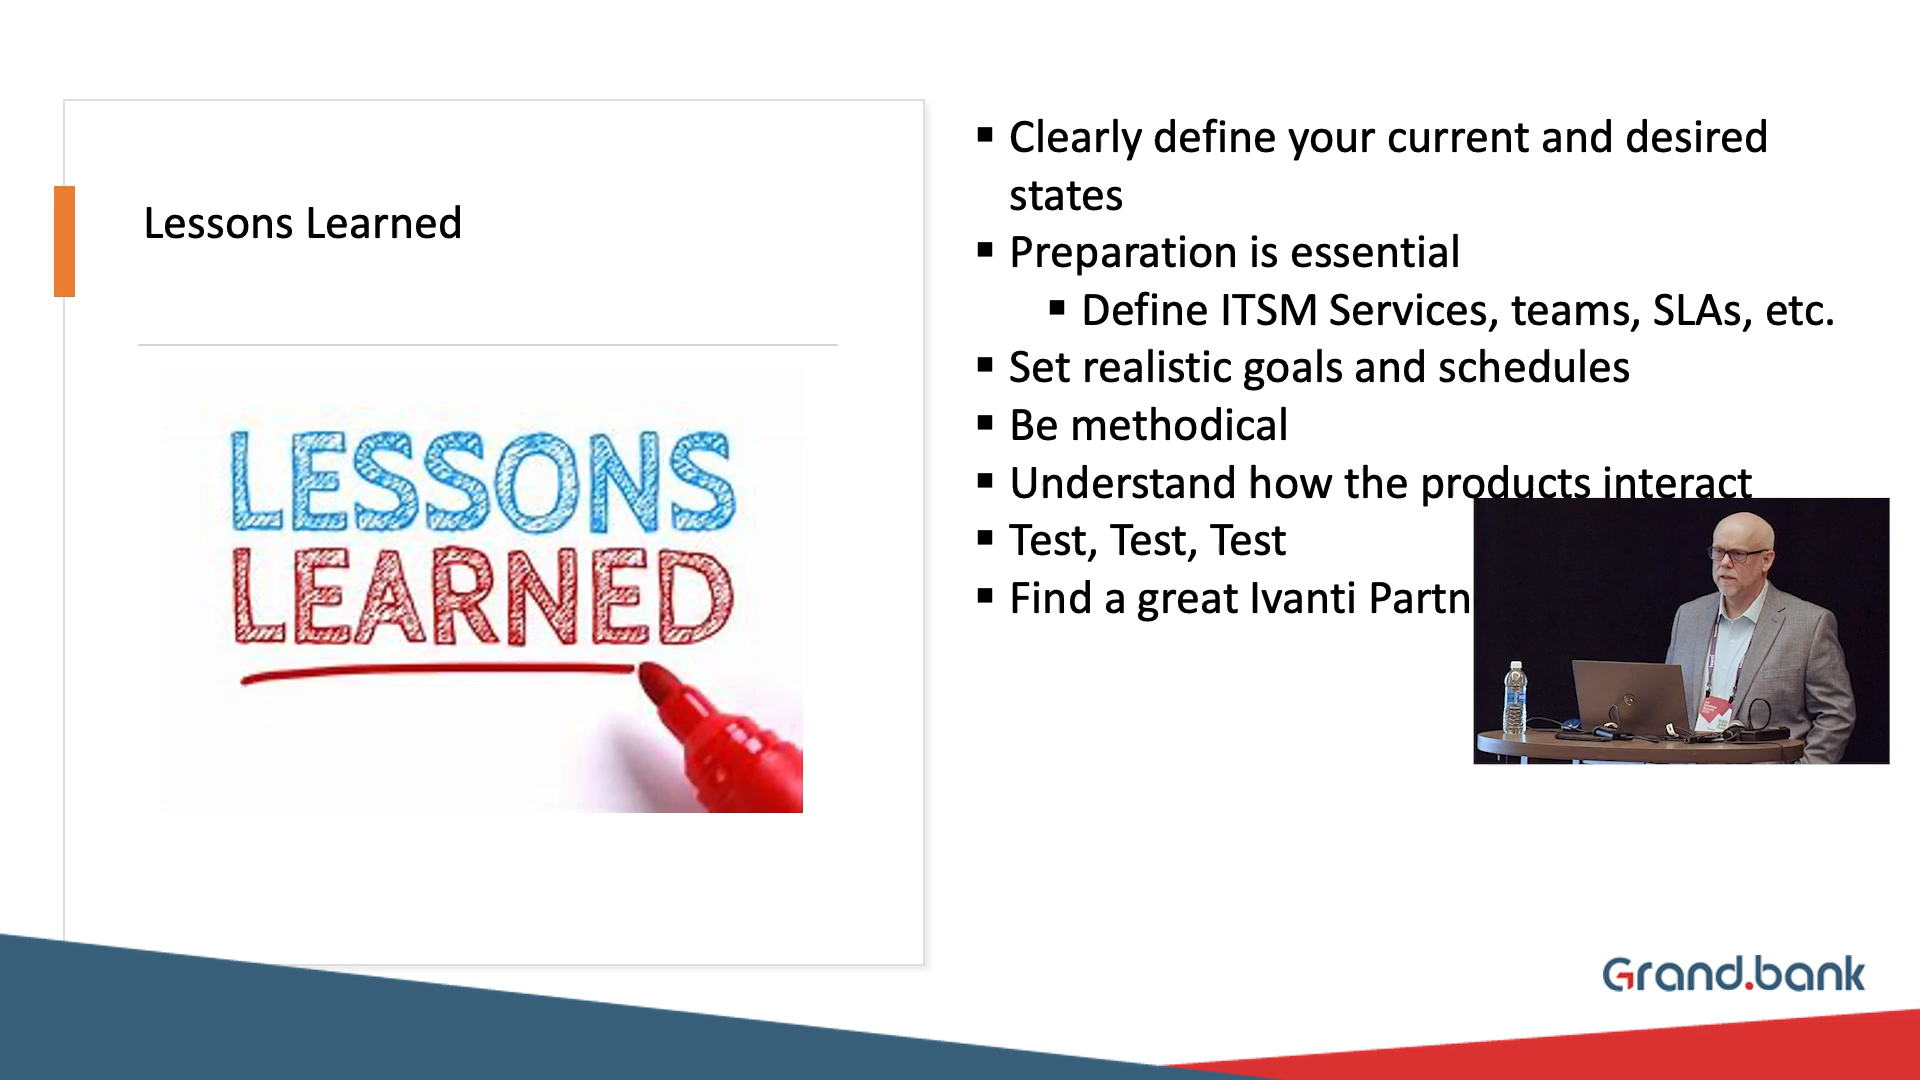 Lessons Learned
LESSONS
LEARNED
▪ Clearly define your current and desired
states
▪ Preparation is essential
▪ Define ITSM Services, teams, SLAs, etc.
▪ Set realistic goals and schedules
▪ Be methodical
▪ Understand how the products interact
▪ Test, Test, Test
▪ Find a great Ivanti Partn
Grand.bank